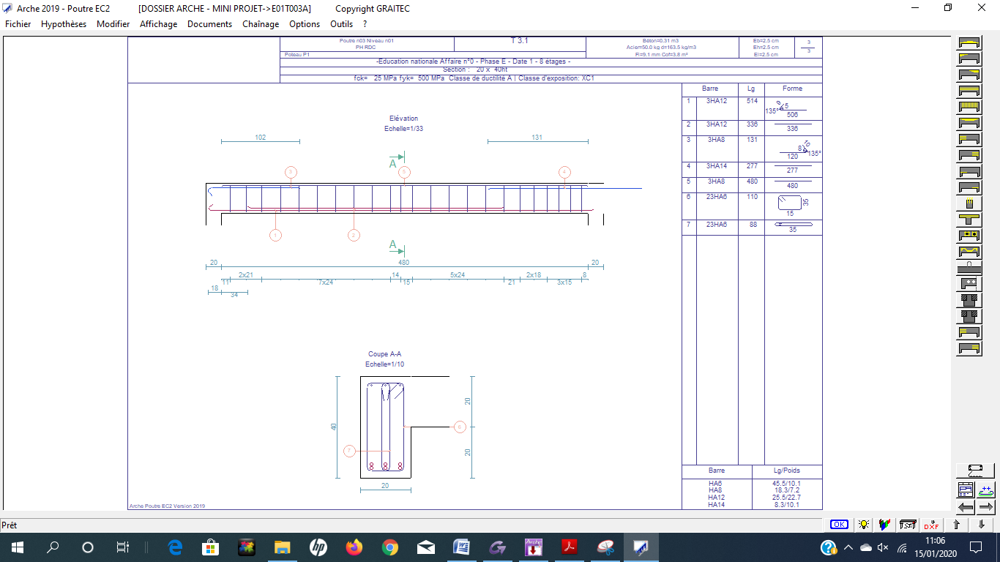 Arche 2019 - Poutre EC2 [DOSSIER ARCHE - MINI PROJET->E01T003A] Copyright GRAITEC
Fichier Hypothèses Modifier Affichage Documents Chaînage Options Outils ?
Poutre n03 Niveau n01
PH RDC
Poteau P1
T 3.1
Béton=0.31 m3
Acier=50.0 kg d=163.5 kg/m3
Fi=9.1 mm Cof=3.8 m²
Eb=2.5 cm
Eh=2.5 cm
El=2.5 cm
3
3
-Education nationale Affaire n°0 - Phase E - Date 1 - 8 étages -
Section : 20 x 40ht
fck= 25 MPa fyk= 500 MPa Classe de ductilité A | Classe d'exposition: XC1
Elévation
Echelle=1/33
102 131
A
3 5 4
1 2
A
20 480 20
2x21 14 5x24 2x18 8
11 7x24 15 21 3x15
18
34
Coupe A-A
Echelle=1/10
40
20
20
6
7
20
Barre Lg Forme
1 3HA12 514 135° 5 506
2 3HA12 336 336
3 3HA8 131 10 8 120 135°
4 3HA14 277 277
5 3HA8 480 480
6 23HA6 110 35 15
7 23HA6 88 35
Barre Lg/Poids
HA6 45.5/10.1
HA8 18.3/7.2
HA12 25.5/22.7
HA14 8.3/10.1
Arche Poutre EC2 Version 2019
Prêt
OK
DXF
11:06
15/01/2020